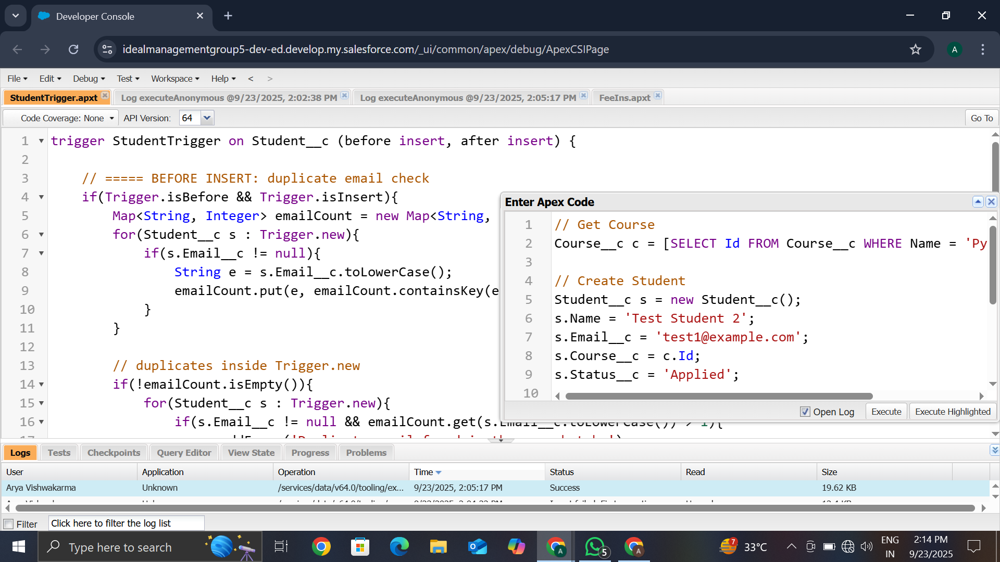 Developer Console
idealmanagementgroup5-dev-ed.develop.my.salesforce.com/_ui/common/apex/debug/ApexCSIPage
A
File Edit Debug Test Workspace Help < >
StudentTrigger.apxt Log executeAnonymous @9/23/2025, 2:02:38 PM Log executeAnonymous @9/23/2025, 2:05:17 PM FeeIns.apxt
Code Coverage: None API Version: 64 Go To
1 trigger StudentTrigger on Student__c (before insert, after insert) {
2
3 // ===== BEFORE INSERT: duplicate email check
4 if(Trigger.isBefore && Trigger.isInsert){
5 Map<String, Integer> emailCount = new Map<String,
6 for(Student__c s : Trigger.new){
7 if(s.Email__c != null){
8 String e = s.Email__c.toLowerCase();
9 emailCount.put(e, emailCount.containsKey(e
10 }
11 }
12
13 // duplicates inside Trigger.new
14 if(!emailCount.isEmpty()){
15 for(Student__c s : Trigger.new){
16 if(s.Email__c != null && emailCount.get(s.Email__c.toLowerCase()) > 1){
Enter Apex Code
1 // Get Course
2 Course__c c = [SELECT Id FROM Course__c WHERE Name = 'Py
3
4 // Create Student
5 Student__c s = new Student__c();
6 s.Name = 'Test Student 2';
7 s.Email__c = 'test1@example.com';
8 s.Course__c = c.Id;
9 s.Status__c = 'Applied';
10
Open Log Execute Execute Highlighted
Logs Tests Checkpoints Query Editor View State Progress Problems
User Application Operation Time Status Read Size
Arya Vishwakarma Unknown /services/data/v64.0/tooling/ex... 9/23/2025, 2:05:17 PM Success 19.62 KB
Filter Click here to filter the log list
Type here to search
A
5
A
7
33°C
ENG
IN
2:14 PM
9/23/2025